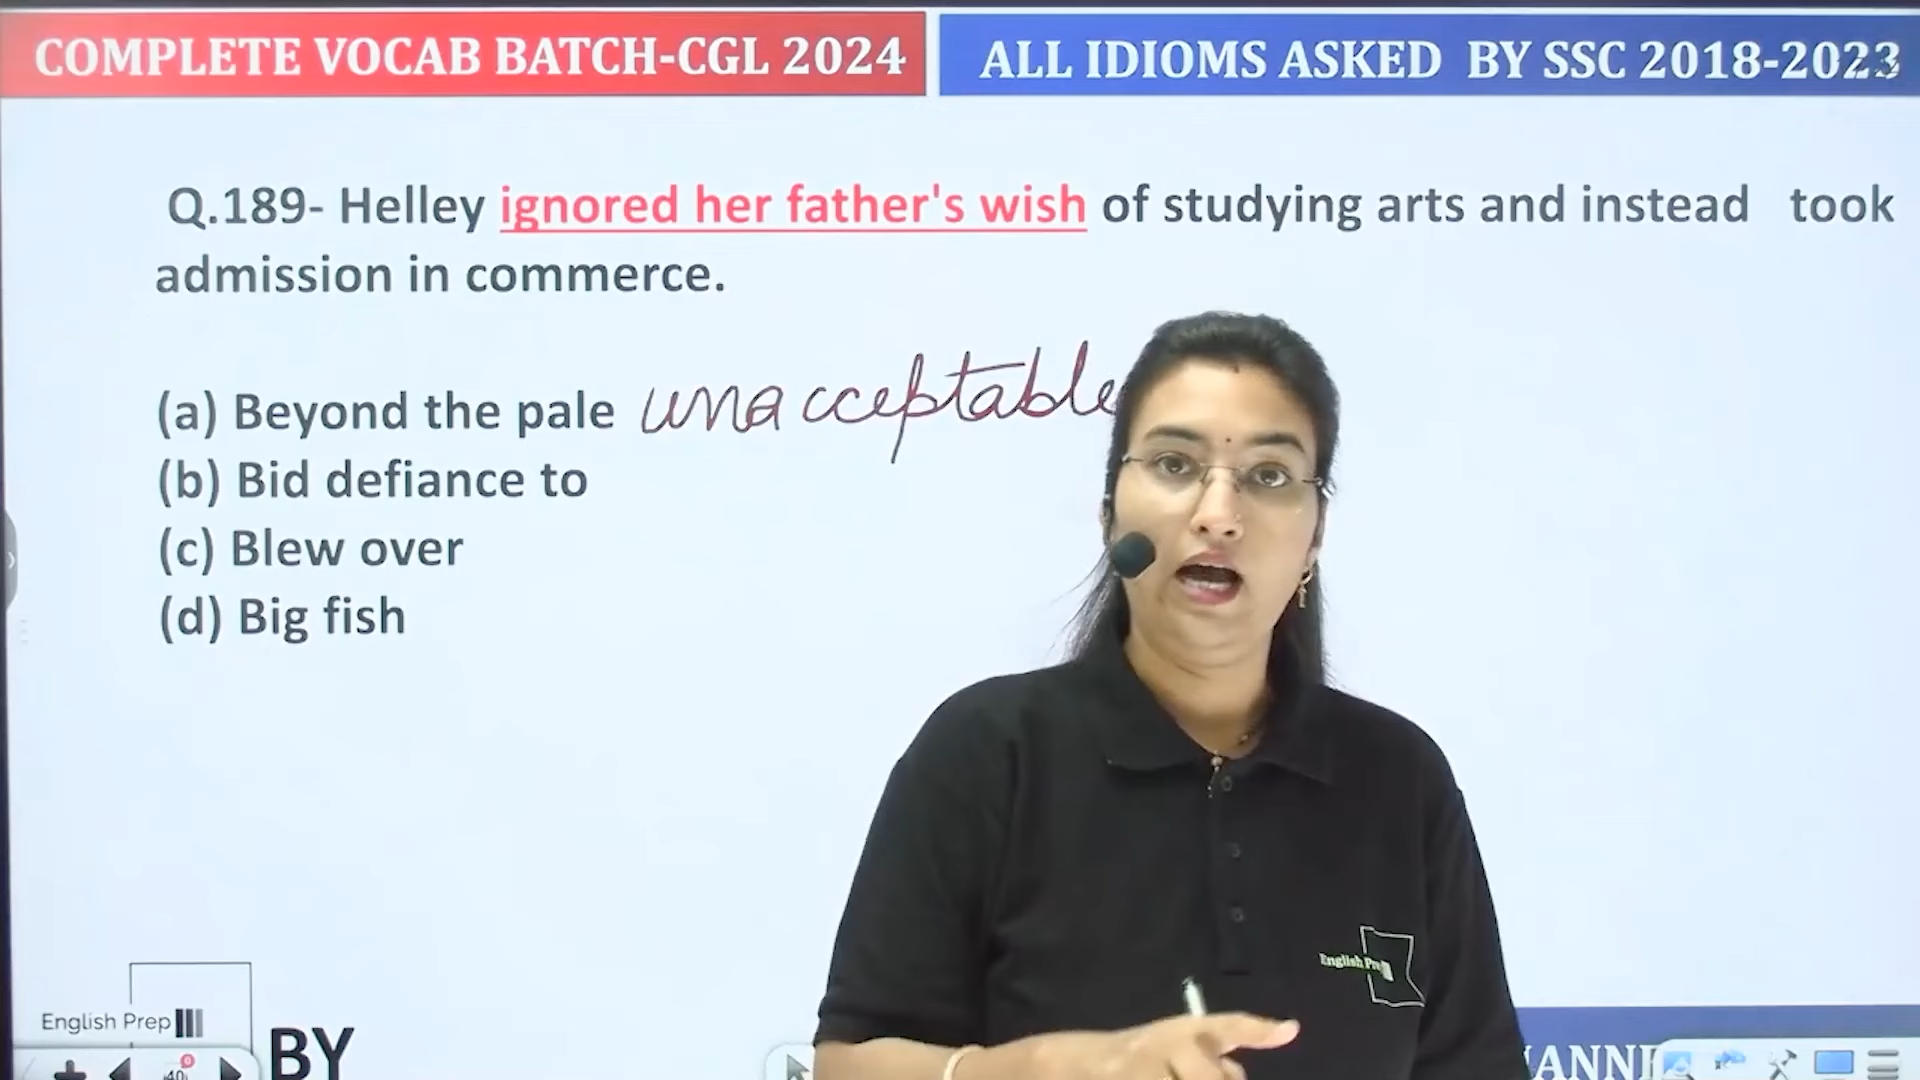 COMPLETE VOCAB BATCH-CGL 2024
ALL IDIOMS ASKED BY SSC 2018-2023
Q.189- Helley ignored her father's wish of studying arts and instead took
admission in commerce.
(a) Beyond the pale unacceptable
(b) Bid defiance to
(c) Blew over
(d) Big fish
English Prep
English Prep
BY
40
0